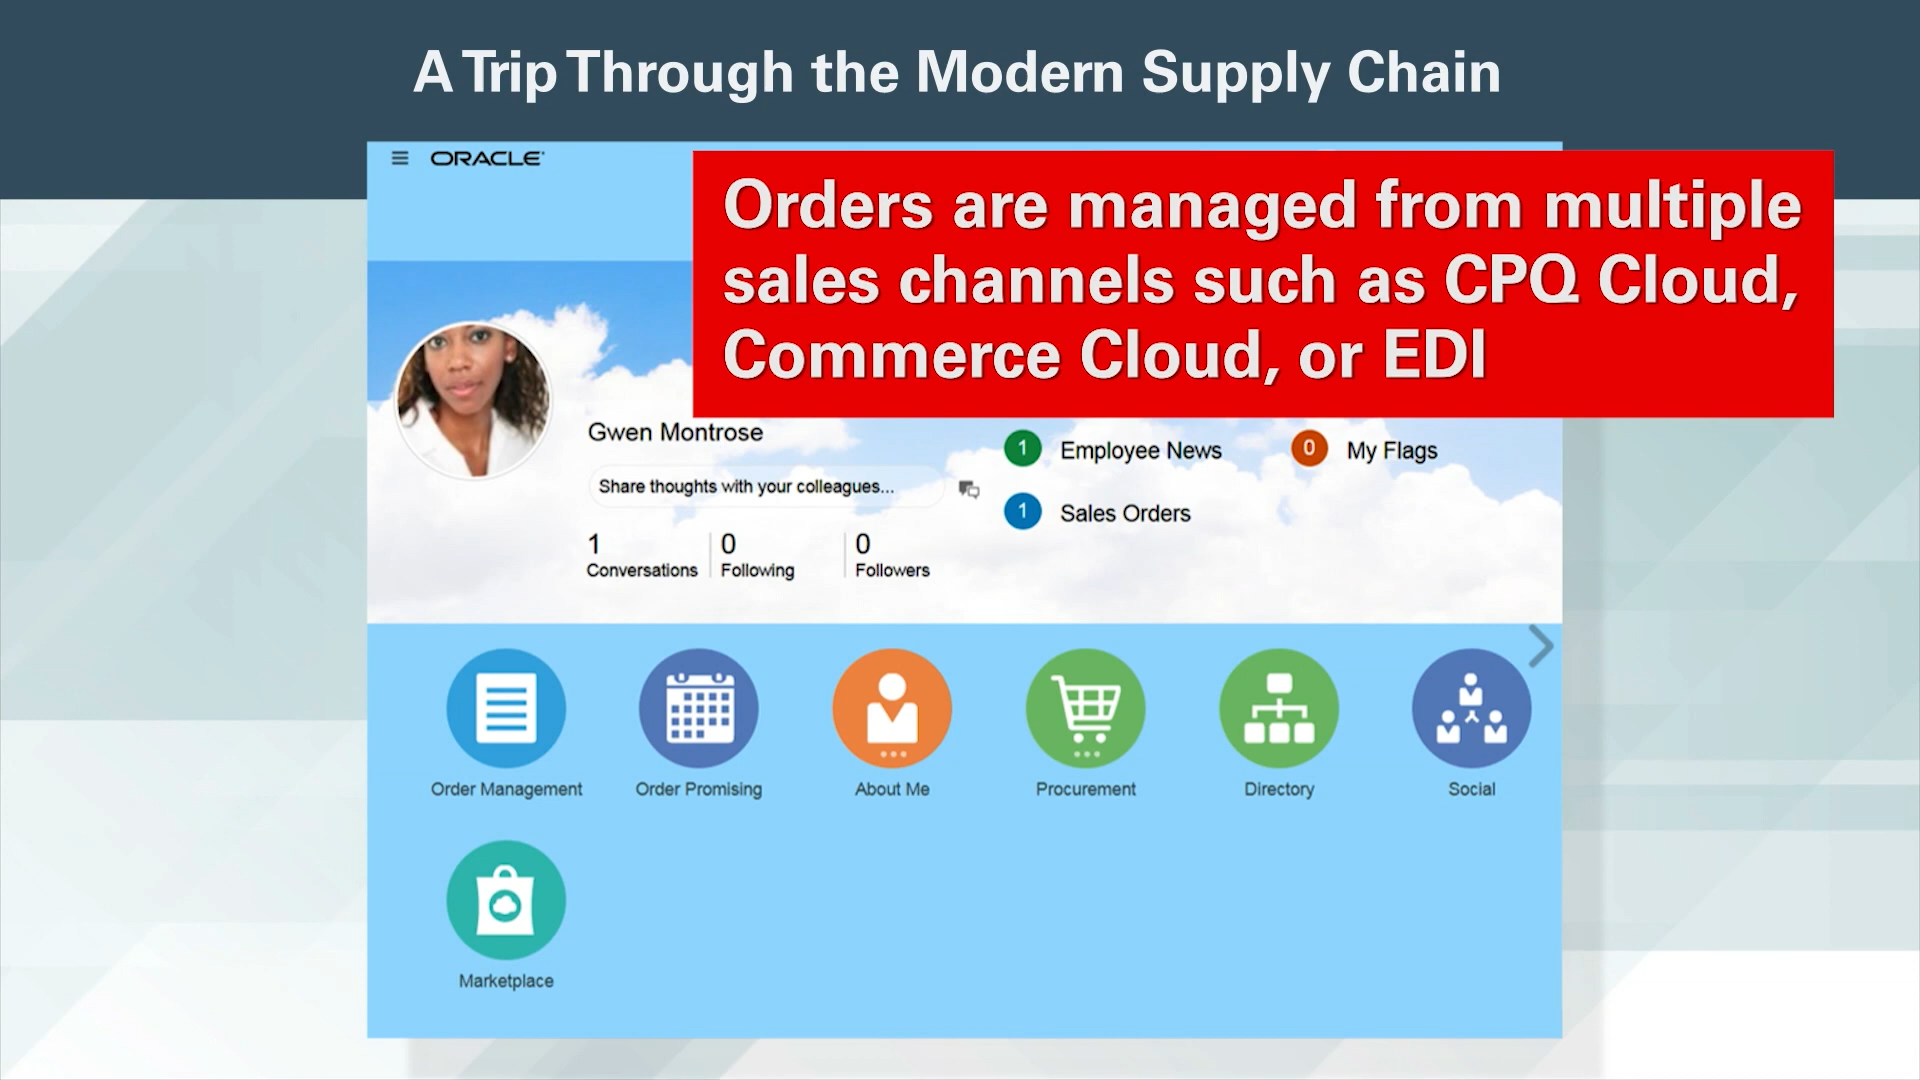 A Trip Through the Modern Supply Chain
ORACLE
Orders are managed from multiple
sales channels such as CPQ Cloud,
Commerce Cloud, or EDI
Gwen Montrose
Share thoughts with your colleagues...
1 Employee News
0 My Flags
1 Sales Orders
1 0 0
Conversations Following Followers
Order Management Order Promising About Me Procurement Directory Social
Marketplace